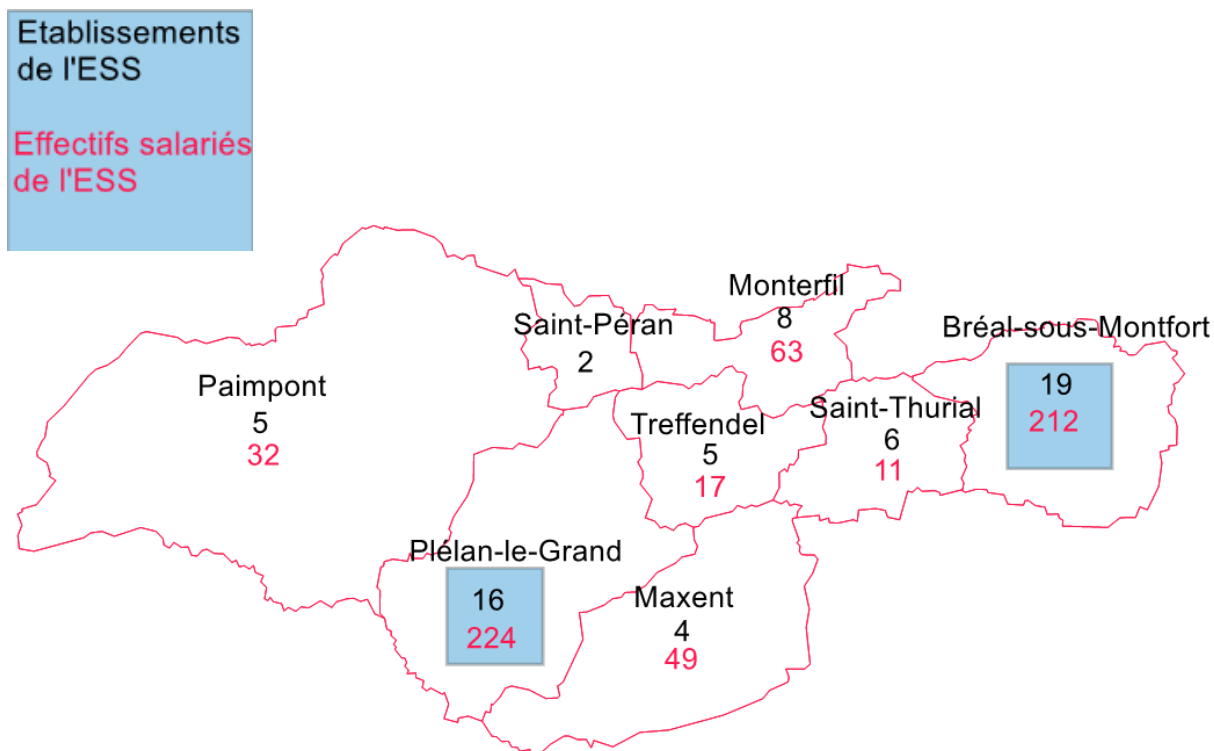 Etablissements
de l'ESS
Effectifs salariés
de l'ESS
Monterfil
8
63
Saint-Péran
2
Bréal-sous-Montfort
19
212
Paimpont
5
32
Treffendel
5
17
Saint-Thurial
6
11
Plélan-le-Grand
16
224
Maxent
4
49